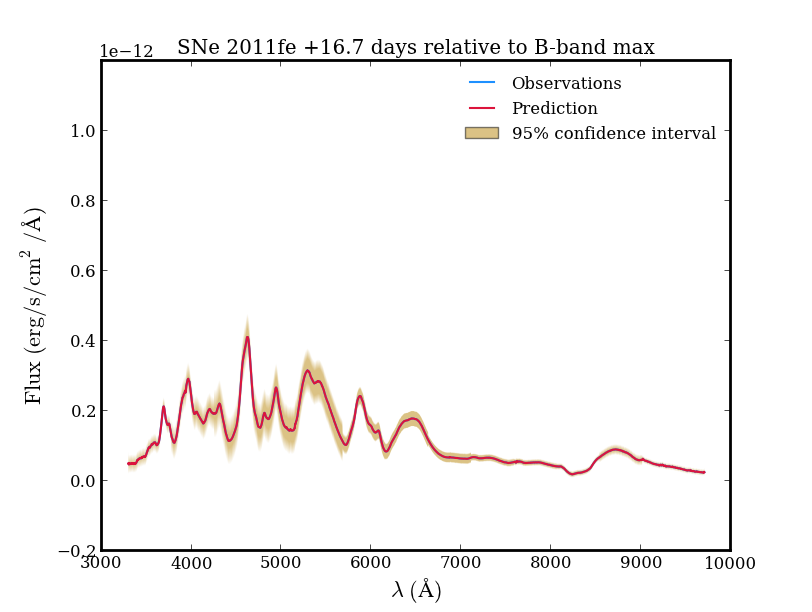 SNe 2011fe +16.7 days relative to B-band max
1e−12
Observations
Prediction
95% confidence interval
1.0
0.8
0.6
0.4
0.2
0.0
−0.2
Flux (erg/s/cm² /Å)
3000 4000 5000 6000 7000 8000 9000 10000
λ (Å)